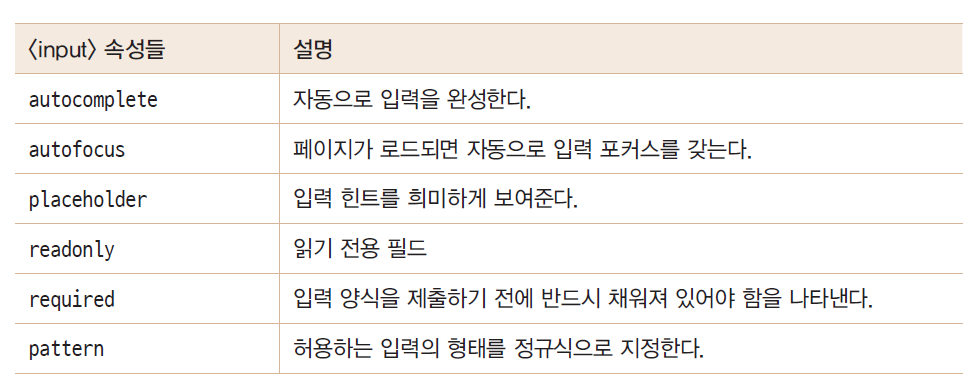 〈input〉 속성들 설명
autocomplete 자동으로 입력을 완성한다.
autofocus 페이지가 로드되면 자동으로 입력 포커스를 갖는다.
placeholder 입력 힌트를 희미하게 보여준다.
readonly 읽기 전용 필드
required 입력 양식을 제출하기 전에 반드시 채워져 있어야 함을 나타낸다.
pattern 허용하는 입력의 형태를 정규식으로 지정한다.